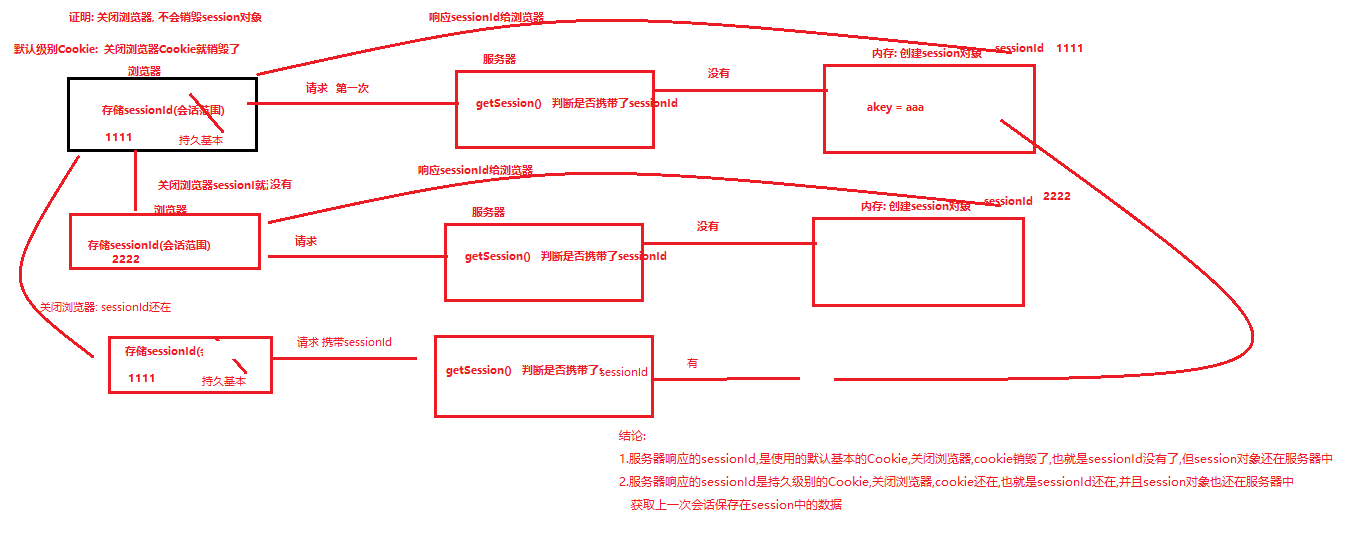 证明: 关闭浏览器, 不会销毁session对象
响应sessionId给浏览器
默认级别Cookie: 关闭浏览器Cookie就销毁了
内存: 创建session对象
sessionId 1111
浏览器
服务器
请求 第一次
没有
存储sessionId(会话范围)
getSession() 判断是否携带了sessionId
akey = aaa
1111
持久基本
响应sessionId给浏览器
关闭浏览器sessionI就没有
浏览器
服务器
内存: 创建session对象
sessionId 2222
请求
没有
存储sessionId(会话范围)
2222
getSession() 判断是否携带了sessionId
关闭浏览器: sessionId还在
存储sessionId(
请求 携带sessionId
有
1111
持久基本
getSession() 判断是否携带了sessionId
结论:
1.服务器响应的sessionId,是使用的默认基本的Cookie,关闭浏览器,cookie销毁了,也就是sessionId没有了,但session对象还在服务器中
2.服务器响应的sessionId是持久级别的Cookie,关闭浏览器,cookie还在,也就是sessionId还在,并且session对象也还在服务器中
获取上一次会话保存在session中的数据